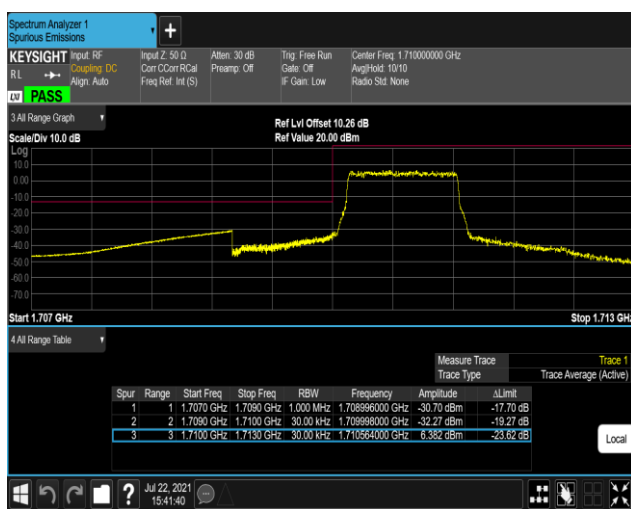 Spectrum Analyzer 1
Spurious Emissions
+
KEYSIGHT Input: RF
RL
Coupling: DC
Align: Auto
LXI PASS
Input Z: 50 Ω
Corr CCorr RCal
Freq Ref: Int (S)
Atten: 30 dB
Preamp: Off
Trig: Free Run
Gate: Off
IF Gain: Low
Center Freq: 1.710000000 GHz
Avg|Hold: 10/10
Radio Std: None
3 All Range Graph
Scale/Div 10.0 dB
Ref Lvl Offset 10.26 dB
Ref Value 20.00 dBm
Log
10.0
0.00
-10.0
-20.0
-30.0
-40.0
-50.0
-60.0
-70.0
Start 1.707 GHz
Stop 1.713 GHz
4 All Range Table
Measure Trace Trace 1
Trace Type Trace Average (Active)
Spur Range Start Freq Stop Freq RBW Frequency Amplitude ΔLimit
1 1 1.7070 GHz 1.7090 GHz 1.000 MHz 1.708996000 GHz -30.70 dBm -17.70 dB
2 2 1.7090 GHz 1.7100 GHz 30.00 kHz 1.709998000 GHz -32.27 dBm -19.27 dB
3 3 1.7100 GHz 1.7130 GHz 30.00 kHz 1.710564000 GHz 6.382 dBm -23.62 dB
Local
?
Jul 22, 2021
15:41:40